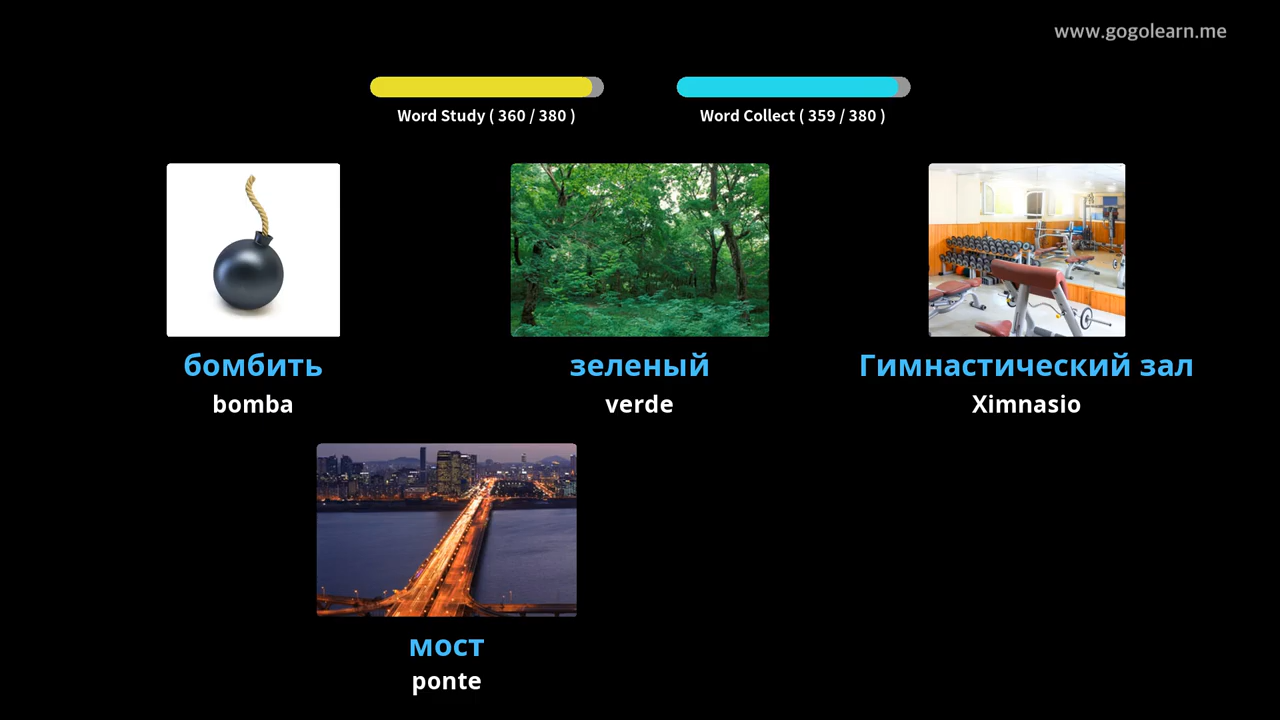 www.gogolearn.me
Word Study ( 360 / 380 )
Word Collect ( 359 / 380 )
бомбить
bomba
зеленый
verde
Гимнастический зал
Ximnasio
мост
ponte